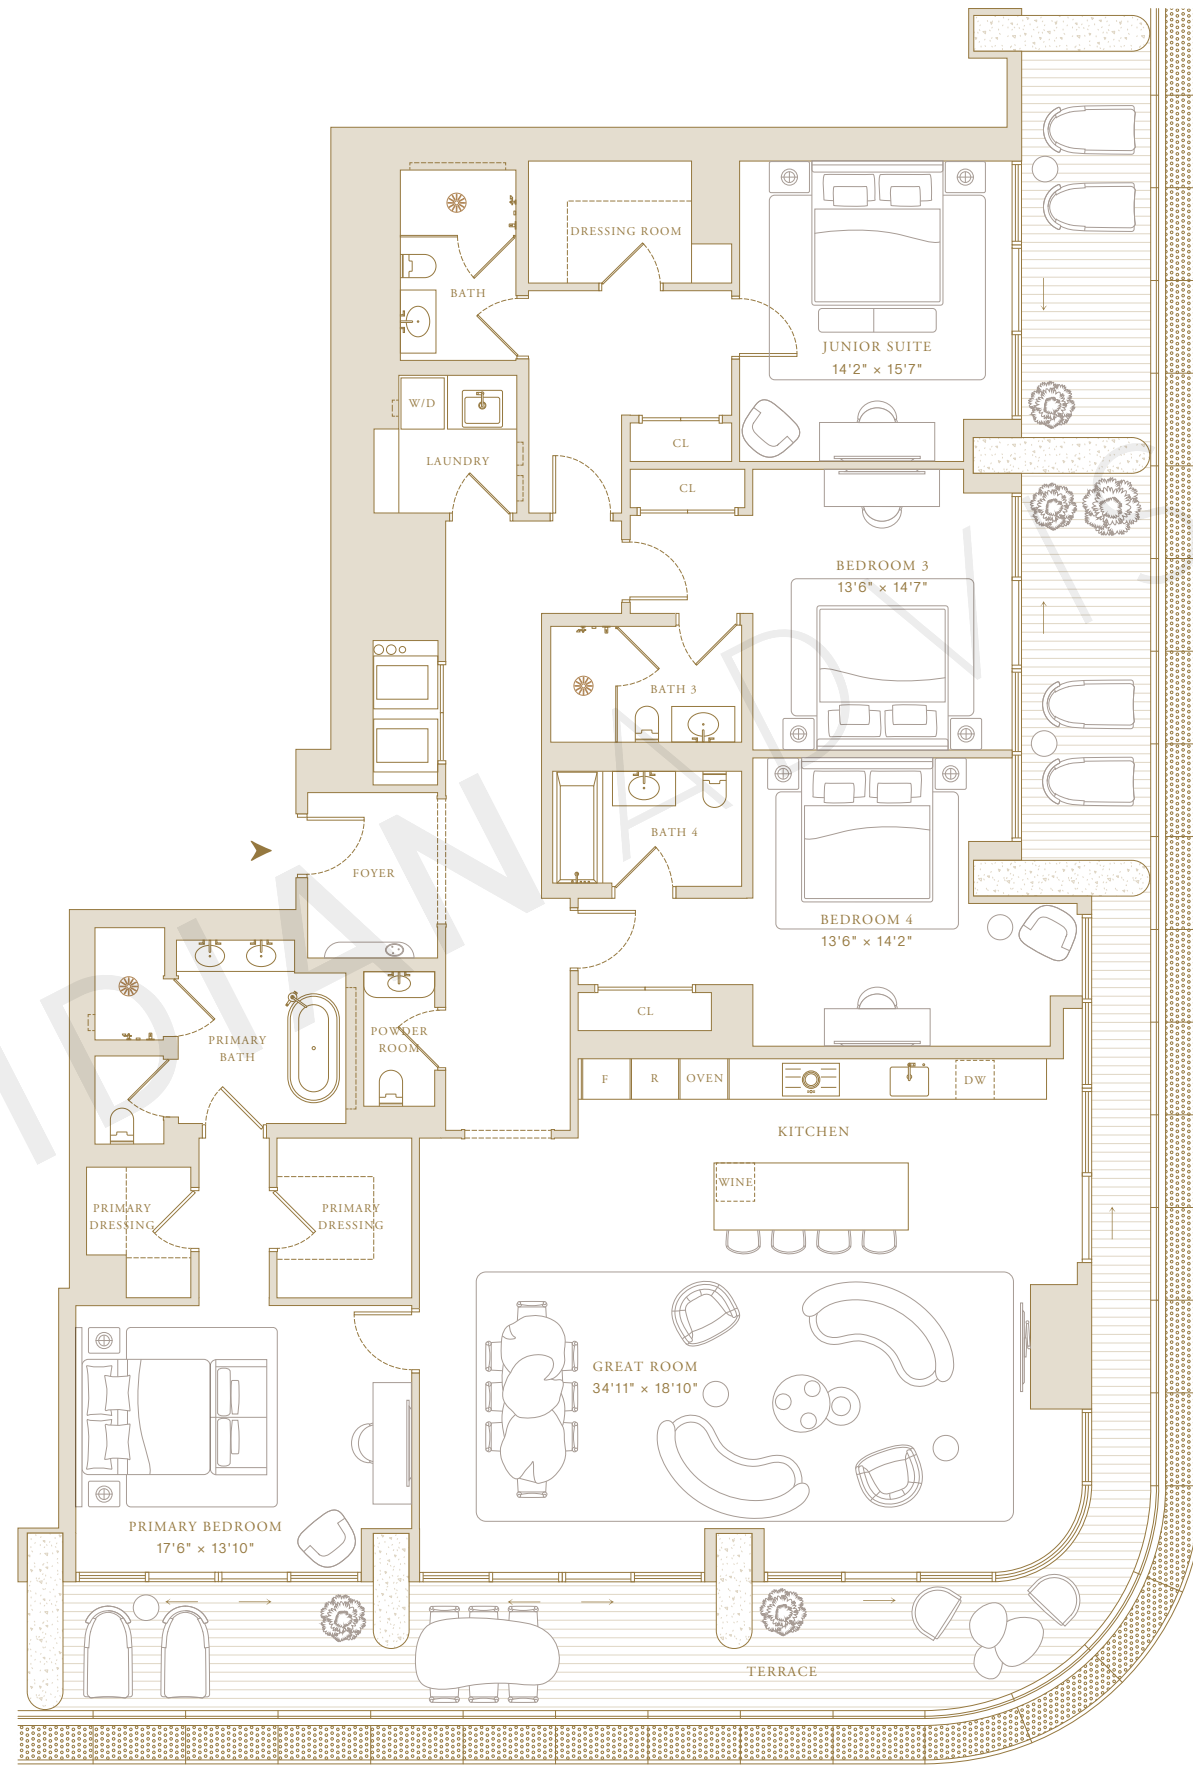 DRESSING ROOM
BATH
JUNIOR SUITE
14'2" × 15'7"
W/D
CL
LAUNDRY
CL
BEDROOM 3
13'6" × 14'7"
BATH 3
BATH 4
FOYER
BEDROOM 4
13'6" × 14'2"
CL
POWDER
ROOM
PRIMARY
BATH
F
R
OVEN
DW
KITCHEN
WINE
PRIMARY
DRESSING
PRIMARY
DRESSING
GREAT ROOM
34'11" × 18'10"
PRIMARY BEDROOM
17'6" × 13'10"
TERRACE
IDIAN ADVIS